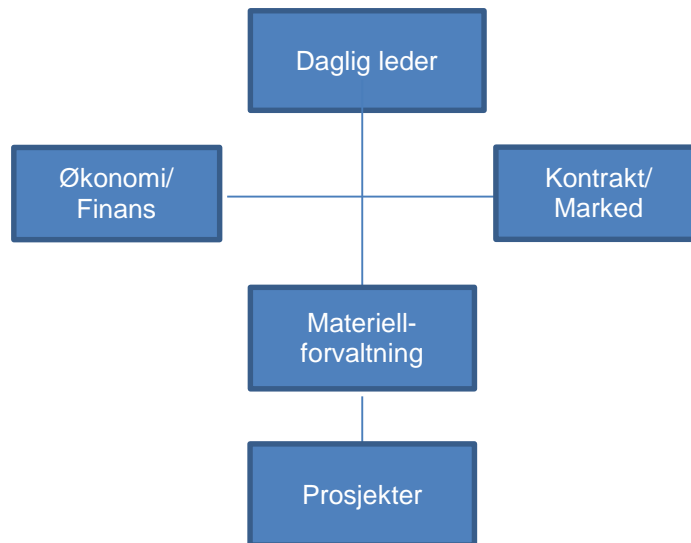 Daglig leder
Økonomi/
Finans
Kontrakt/
Marked
Materiell-
forvaltning
Prosjekter